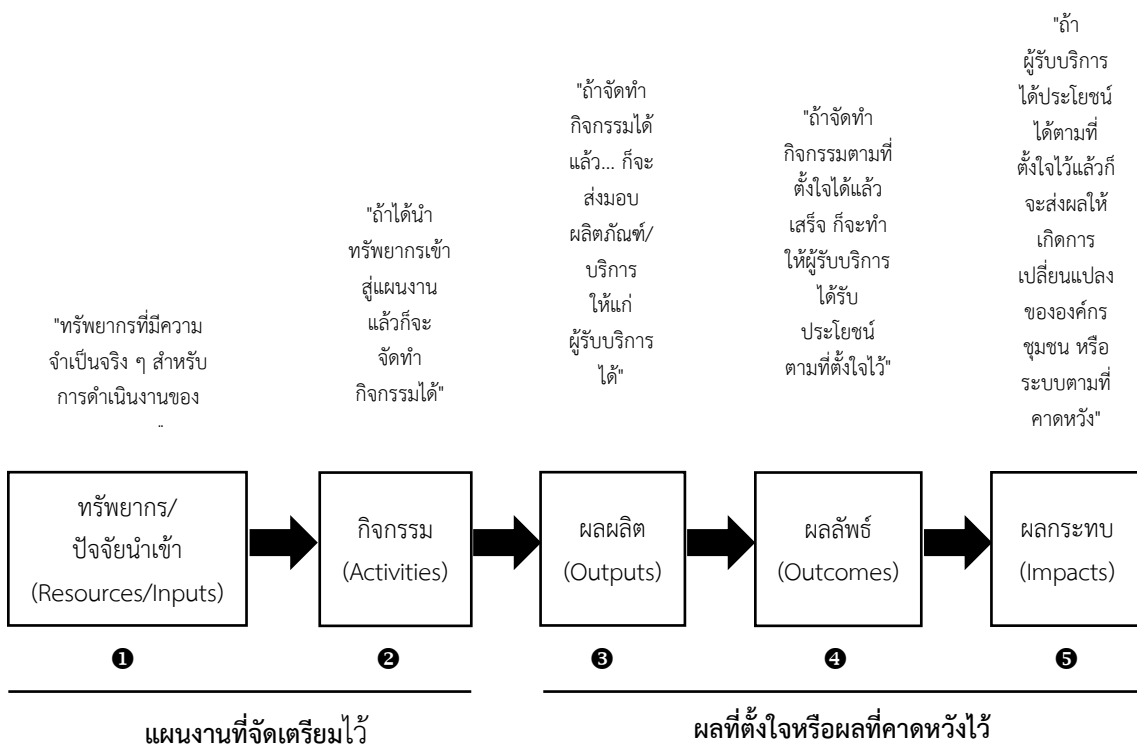 "ทรัพยากรที่มีความ
จำเป็นจริง ๆ สำหรับ
การดำเนินงานของ
"ถ้าได้นำ
ทรัพยากรเข้า
สู่แผนงาน
แล้วก็จะ
จัดทำ
กิจกรรมได้"
"ถ้าจัดทำ
กิจกรรมได้
แล้ว... ก็จะ
ส่งมอบ
ผลิตภัณฑ์/
บริการ
ให้แก่
ผู้รับบริการ
ได้"
"ถ้าจัดทำ
กิจกรรมตามที่
ตั้งใจได้แล้ว
เสร็จ ก็จะทำ
ให้ผู้รับบริการ
ได้รับ
ประโยชน์
ตามที่ตั้งใจไว้"
"ถ้า
ผู้รับบริการ
ได้ประโยชน์
ได้ตามที่
ตั้งใจไว้แล้วก็
จะส่งผลให้
เกิดการ
เปลี่ยนแปลง
ขององค์กร
ชุมชน หรือ
ระบบตามที่
คาดหวัง"
ทรัพยากร/
ปัจจัยนำเข้า
(Resources/Inputs)
กิจกรรม
(Activities)
ผลผลิต
(Outputs)
ผลลัพธ์
(Outcomes)
ผลกระทบ
(Impacts)
❶
❷
❸
❹
❺
แผนงานที่จัดเตรียมไว้
ผลที่ตั้งใจหรือผลที่คาดหวังไว้